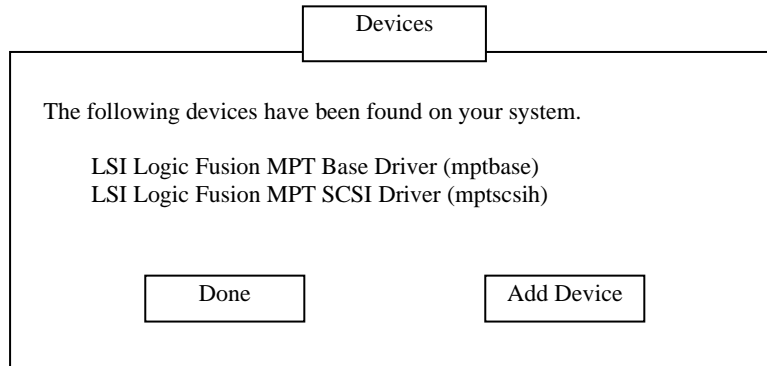 Devices
The following devices have been found on your system.
LSI Logic Fusion MPT Base Driver (mptbase)
LSI Logic Fusion MPT SCSI Driver (mptscsih)
Done
Add Device